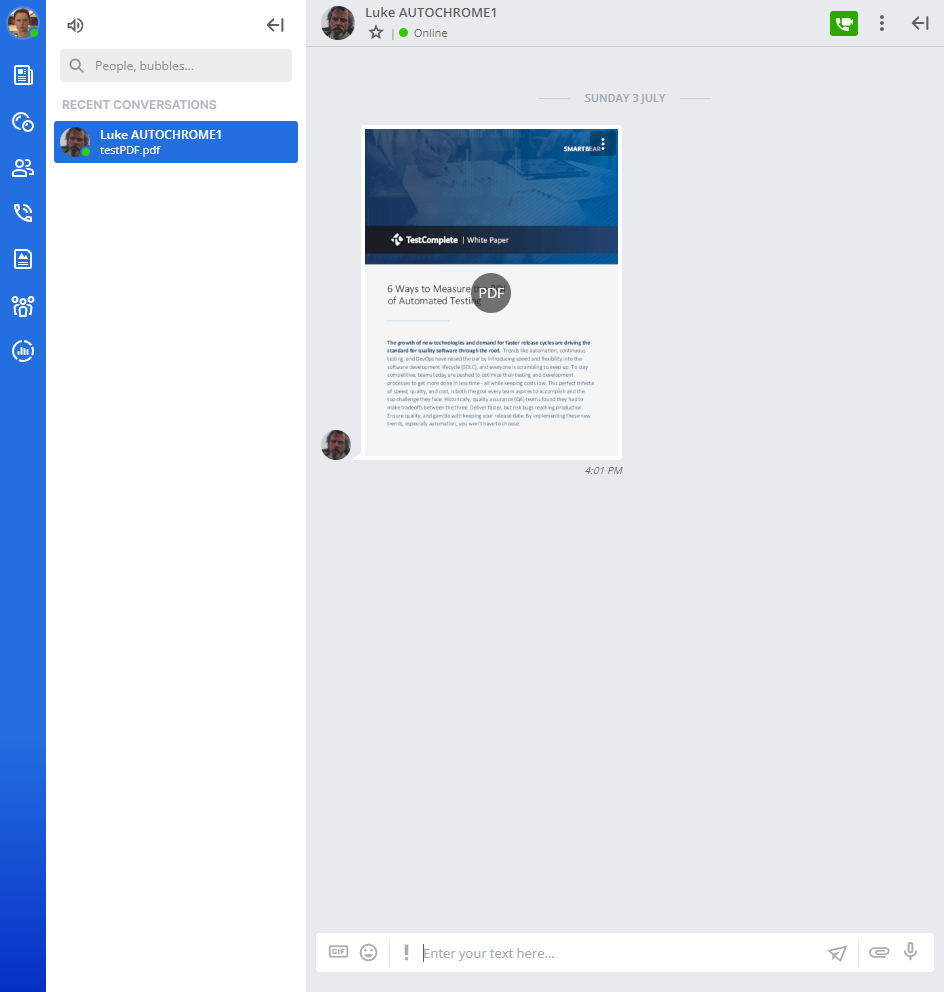 People, bubbles...
RECENT CONVERSATIONS
Luke AUTOCHROME1
testPDF.pdf
Luke AUTOCHROME1
| Online
SUNDAY 3 JULY
SMARTBEAR
TestComplete | White Paper
6 Ways to Measure the ROI
of Automated Testing
PDF
The growth of new technologies and demand for faster release cycles are driving the
standard for quality software through the roof. Trends like automation, continuous
testing, and DevOps have raised the bar by introducing speed and flexibility into the
software development lifecycle (SDLC), and everyone is scrambling to keep up. To stay
competitive, teams today are pushed to optimize their testing and development
processes to get more done in less time - all while keeping costs low. This perfect trifecta
of speed, quality, and cost, is both the goal every team aspires to accomplish and the
top challenge they face. Historically, quality assurance (QA) teams found they had to
make tradeoffs between the three. Deliver faster, but risk bugs reaching production.
Ensure quality, and gamble with keeping your release date. By implementing these new
trends, especially automation, you won't have to choose.
4:01 PM
GIF
Enter your text here...